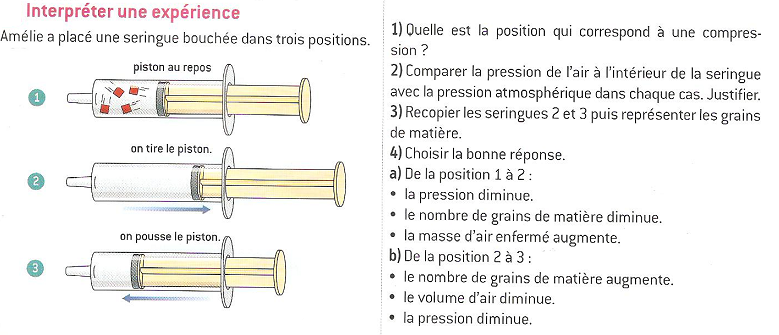 Interpréter une expérience
Amélie a placé une seringue bouchée dans trois positions.
piston au repos
1
on tire le piston.
2
on pousse le piston.
3
1) Quelle est la position qui correspond à une compres-
sion ?
2) Comparer la pression de l'air à l'intérieur de la seringue
avec la pression atmosphérique dans chaque cas. Justifier.
3) Recopier les seringues 2 et 3 puis représenter les grains
de matière.
4) Choisir la bonne réponse.
a) De la position 1 à 2 :
• la pression diminue.
• le nombre de grains de matière diminue.
• la masse d'air enfermé augmente.
b) De la position 2 à 3 :
• le nombre de grains de matière augmente.
• le volume d'air diminue.
• la pression diminue.